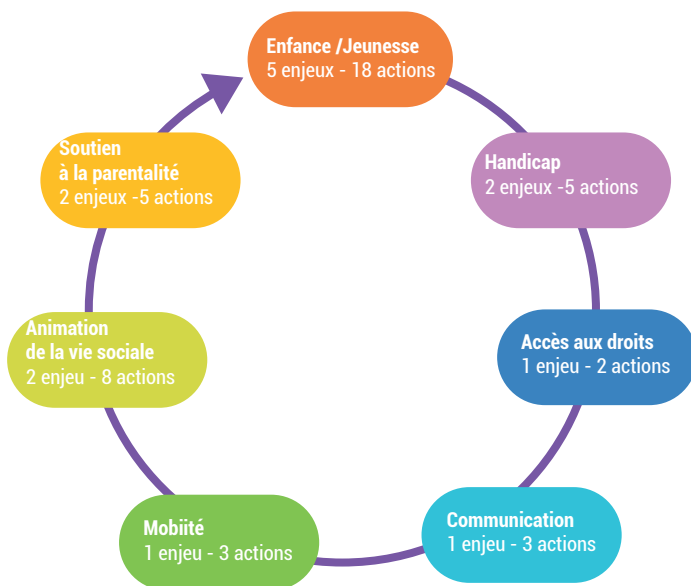 Enfance /Jeunesse
5 enjeux - 18 actions
Handicap
2 enjeux -5 actions
Accès aux droits
1 enjeu - 2 actions
Communication
1 enjeu - 3 actions
Mobiité
1 enjeu - 3 actions
Animation
de la vie sociale
2 enjeu - 8 actions
Soutien
à la parentalité
2 enjeux -5 actions